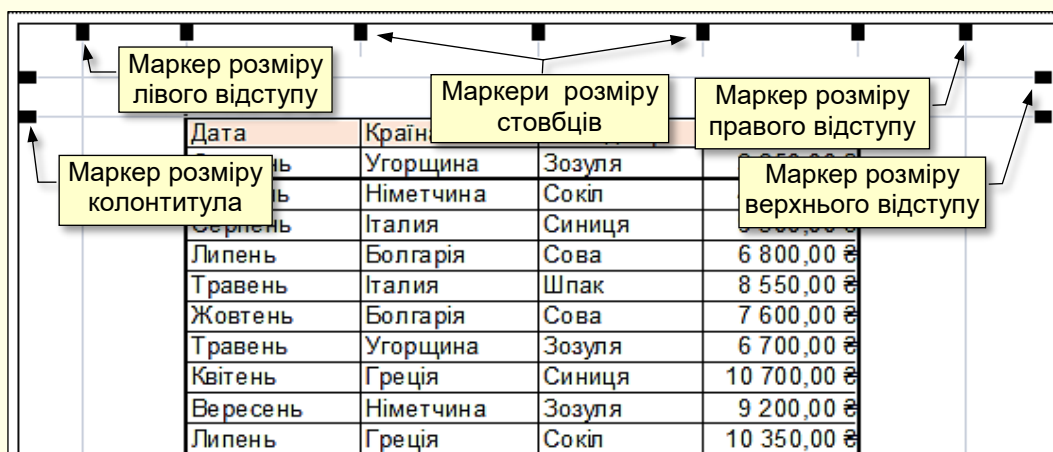 Маркер розміру
лівого відступу
Маркери розміру
стовбців
Маркер розміру
правого відступу
Маркер розміру
колонтитула
Маркер розміру
верхнього відступу
Дата
Угорщина Зозуля
Німетчина Сокіл
Серпень Італия Синиця
Липень Болгарія Сова 6 800,00 ₴
Травень Італия Шпак 8 550,00 ₴
Жовтень Болгарія Сова 7 600,00 ₴
Травень Угорщина Зозуля 6 700,00 ₴
Квітень Греція Синиця 10 700,00 ₴
Вересень Німетчина Зозуля 9 200,00 ₴
Липень Греція Сокіл 10 350,00 ₴